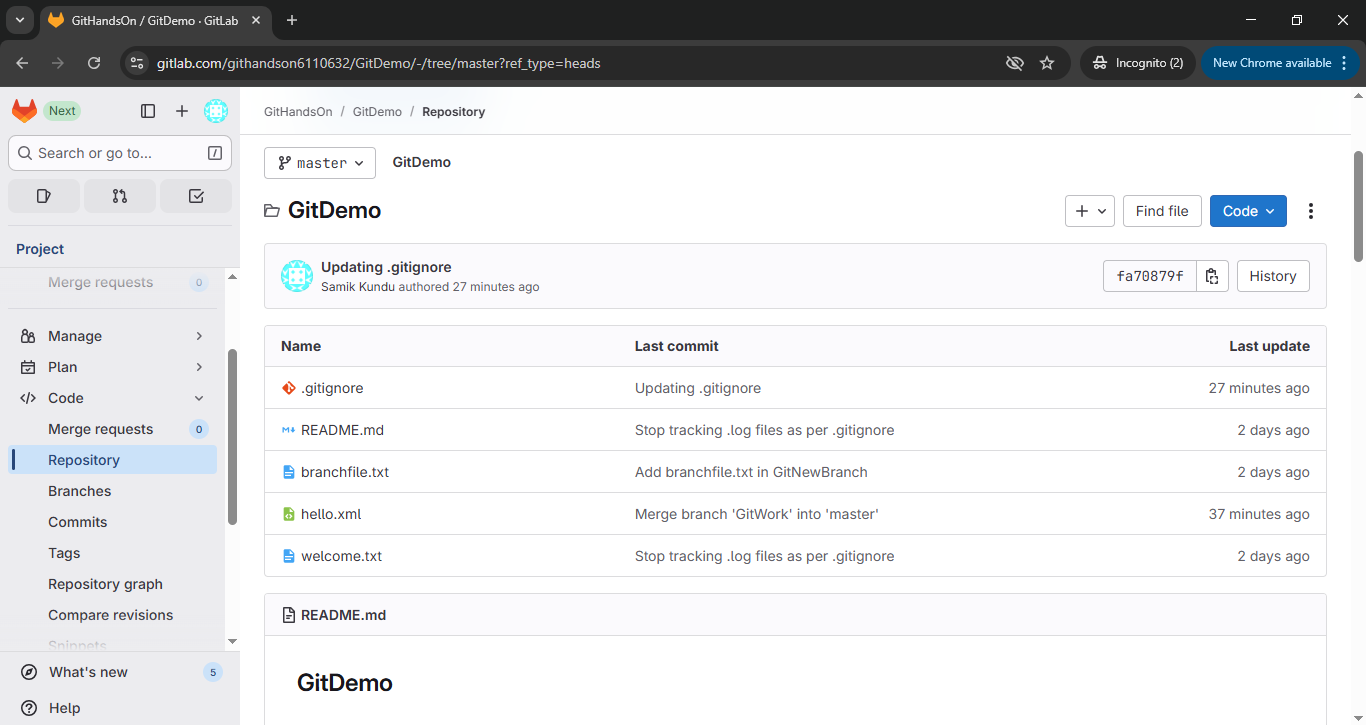 GitHandsOn / GitDemo · GitLab
gitlab.com/githandson6110632/GitDemo/-/tree/master?ref_type=heads
Incognito (2)
New Chrome available
Next
Search or go to...
/
Project
Merge requests 0
Manage
Plan
Code
Merge requests 0
Repository
Branches
Commits
Tags
Repository graph
Compare revisions
Snippets
What's new 5
Help
GitHandsOn / GitDemo / Repository
master
GitDemo
GitDemo
Find file
Code
Updating .gitignore
Samik Kundu authored 27 minutes ago
fa70879f
History
Name Last commit Last update
.gitignore Updating .gitignore 27 minutes ago
README.md Stop tracking .log files as per .gitignore 2 days ago
branchfile.txt Add branchfile.txt in GitNewBranch 2 days ago
hello.xml Merge branch 'GitWork' into 'master' 37 minutes ago
welcome.txt Stop tracking .log files as per .gitignore 2 days ago
README.md
GitDemo